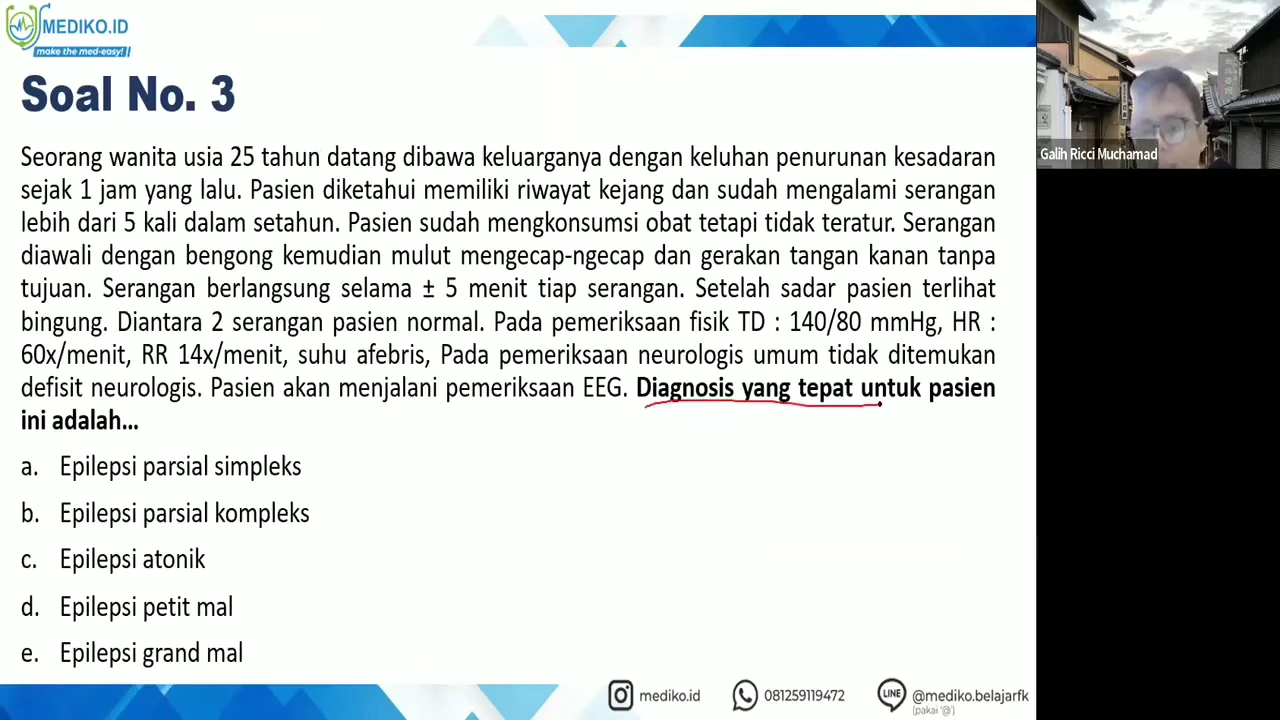 MEDIKO.ID
make the med-easy!
Soal No. 3
Galih Ricci Muchamad
Seorang wanita usia 25 tahun datang dibawa keluarganya dengan keluhan penurunan kesadaran
sejak 1 jam yang lalu. Pasien diketahui memiliki riwayat kejang dan sudah mengalami serangan
lebih dari 5 kali dalam setahun. Pasien sudah mengkonsumsi obat tetapi tidak teratur. Serangan
diawali dengan bengong kemudian mulut mengecap-ngecap dan gerakan tangan kanan tanpa
tujuan. Serangan berlangsung selama ± 5 menit tiap serangan. Setelah sadar pasien terlihat
bingung. Diantara 2 serangan pasien normal. Pada pemeriksaan fisik TD : 140/80 mmHg, HR :
60x/menit, RR 14x/menit, suhu afebris, Pada pemeriksaan neurologis umum tidak ditemukan
defisit neurologis. Pasien akan menjalani pemeriksaan EEG. Diagnosis yang tepat untuk pasien
ini adalah...
a. Epilepsi parsial simpleks
b. Epilepsi parsial kompleks
c. Epilepsi atonik
d. Epilepsi petit mal
e. Epilepsi grand mal
mediko.id
081259119472
LINE
@mediko.belajarfk
(pakai '@')